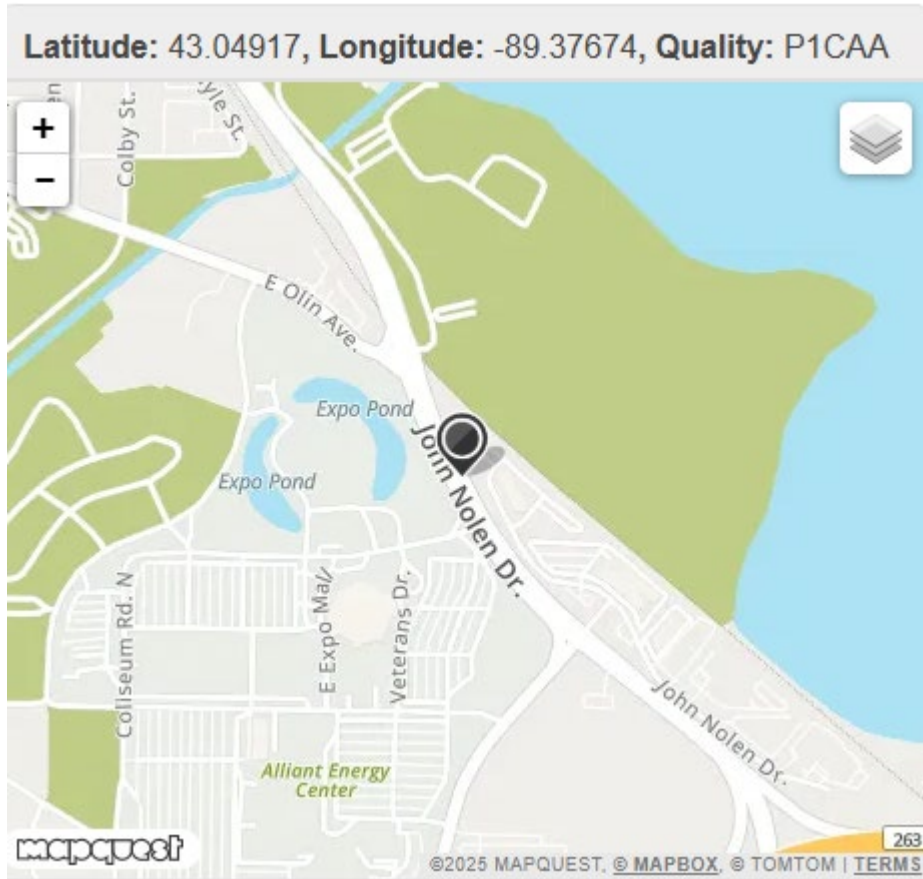 Latitude: 43.04917, Longitude: -89.37674, Quality: P1CAA
+
−
Colby St.
E Olin Ave.
Expo Pond
Expo Pond
John Nolen Dr.
Coliseum Rd. N
E Expo Mall
Veterans Dr.
John Nolen Dr.
Alliant Energy
Center
mapquest
263
©2025 MAPQUEST, © MAPBOX, © TOMTOM | TERMS